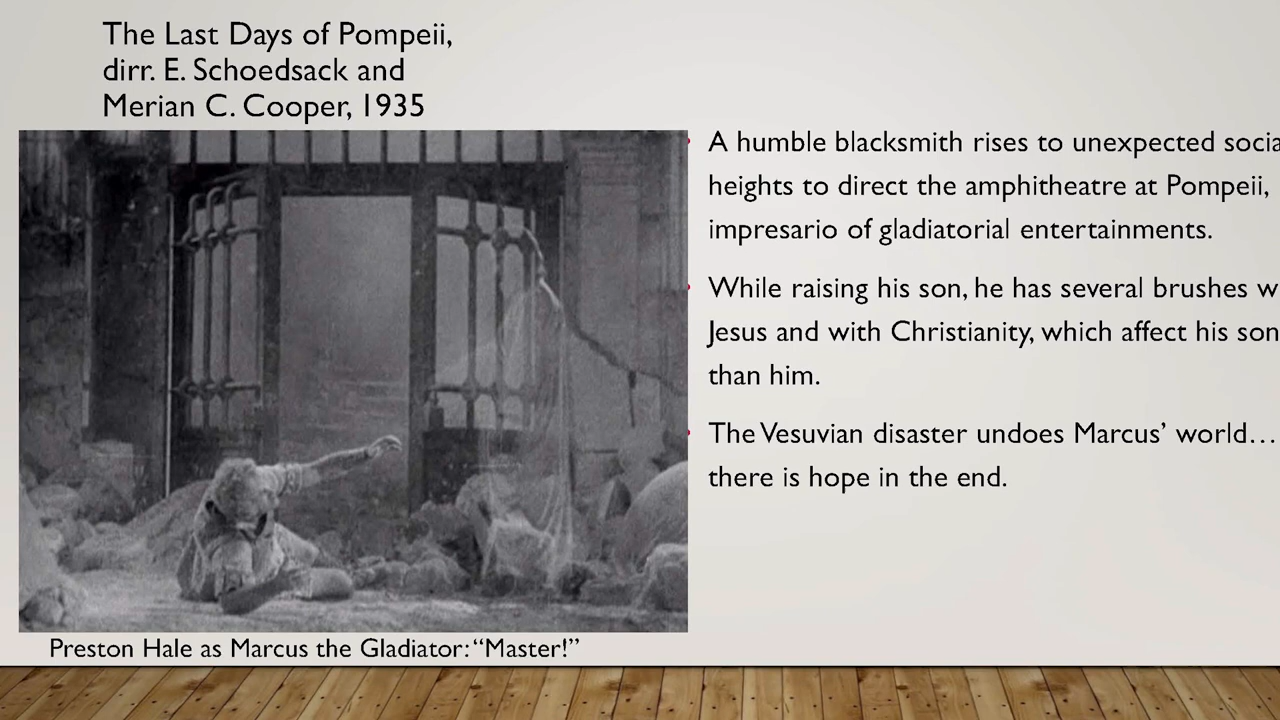 The Last Days of Pompeii,
dirr. E. Schoedsack and
Merian C. Cooper, 1935
A humble blacksmith rises to unexpected socia
heights to direct the amphitheatre at Pompeii,
impresario of gladiatorial entertainments.
While raising his son, he has several brushes w
Jesus and with Christianity, which affect his son
than him.
The Vesuvian disaster undoes Marcus’ world…
there is hope in the end.
Preston Hale as Marcus the Gladiator: “Master!”